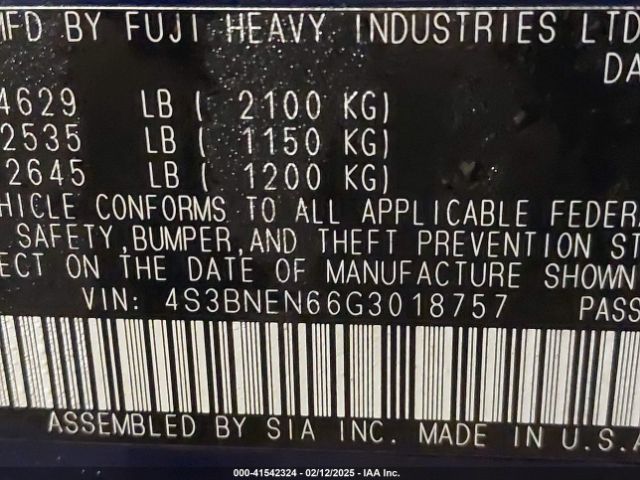 MFD BY FUJI HEAVY INDUSTRIES LTD
DA
4629 LB ( 2100 KG)
2535 LB ( 1150 KG)
2645 LB ( 1200 KG)
HICLE CONFORMS TO ALL APPLICABLE FEDERA
SAFETY,BUMPER,AND THEFT PREVENTION ST
ECT ON THE DATE OF MANUFACTURE SHOWN
VIN: 4S3BNEN66G3018757 PASS
ASSEMBLED BY SIA INC. MADE IN U.S.A
000-41542324 - 02/12/2025 - IAA Inc.